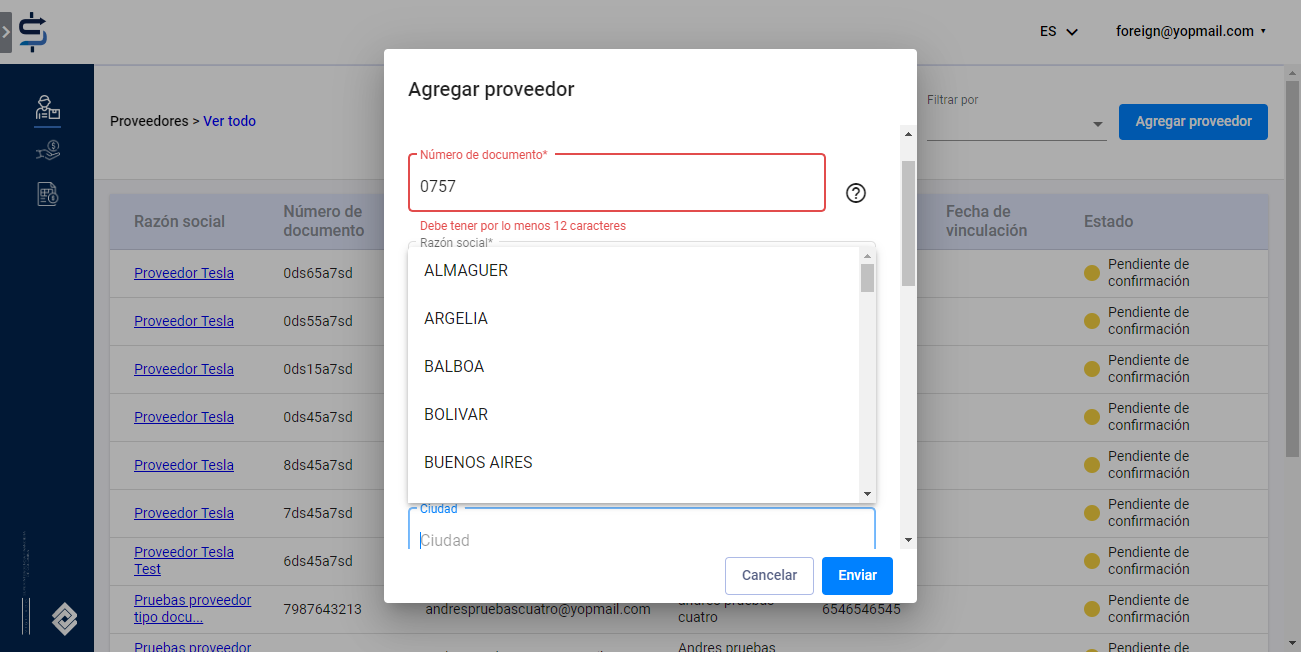 ES
foreign@yopmail.com
Agregar proveedor
Proveedores > Ver todo
Filtrar por
Agregar proveedor
Número de documento*
0757
Debe tener por lo menos 12 caracteres
Razón social*
ALMAGUER
ARGELIA
BALBOA
BOLIVAR
BUENOS AIRES
Ciudad
Ciudad
Cancelar
Enviar
Razón social
Número de
documento
Fecha de
vinculación
Estado
Proveedor Tesla
0ds65a7sd
Pendiente de
confirmación
Proveedor Tesla
0ds55a7sd
Pendiente de
confirmación
Proveedor Tesla
0ds15a7sd
Pendiente de
confirmación
Proveedor Tesla
0ds45a7sd
Pendiente de
confirmación
Proveedor Tesla
8ds45a7sd
Pendiente de
confirmación
Proveedor Tesla
7ds45a7sd
Pendiente de
confirmación
Proveedor Tesla
Test
6ds45a7sd
Pendiente de
confirmación
Pruebas proveedor
tipo docu...
7987643213
andrespruebascuatro@yopmail.com
andres pruebas
cuatro
6546546545
Pendiente de
confirmación
Pruebas proveedor
Andres pruebas
Pendiente de